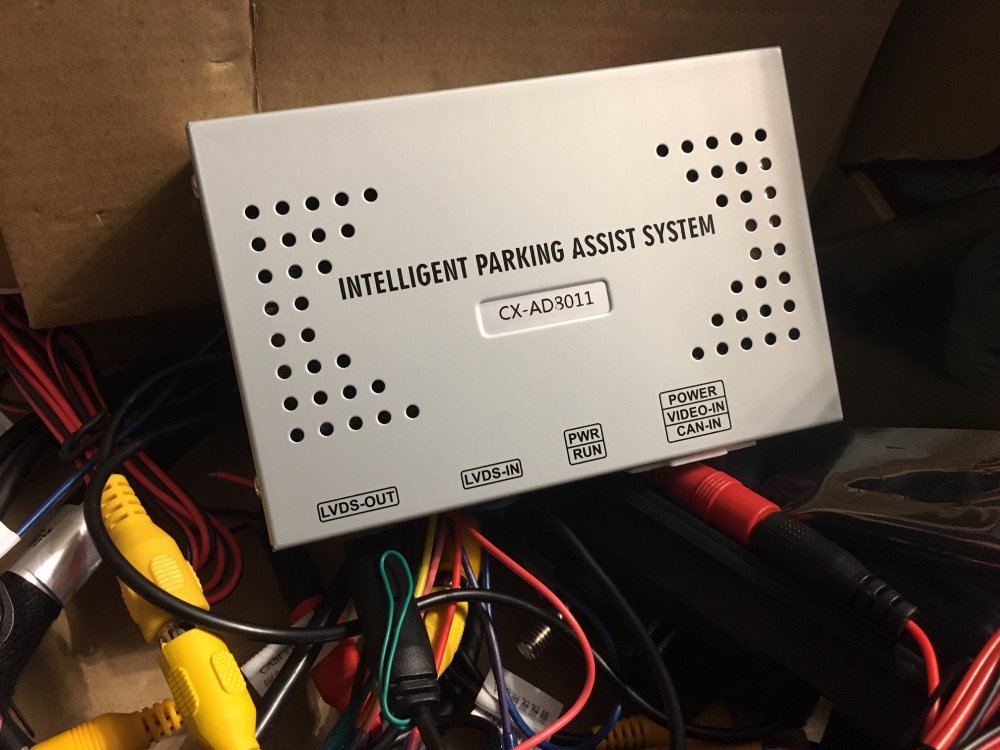 INTELLIGENT PARKING ASSIST SYSTEM
CX-AD8011
POWER
VIDEO-IN
CAN-IN
PWR
RUN
LVDS-IN
LVDS-OUT